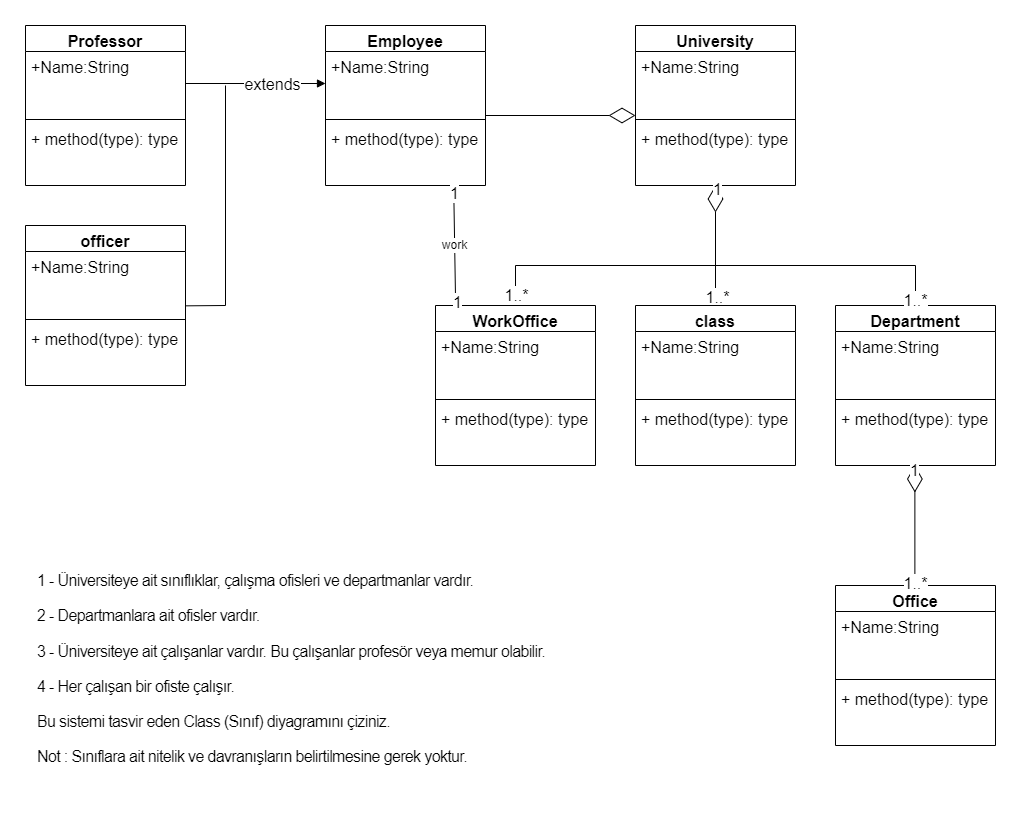 Professor
+Name:String
+ method(type): type
extends
Employee
+Name:String
+ method(type): type
University
+Name:String
+ method(type): type
officer
+Name:String
+ method(type): type
1
work
1
1
1..*
1..*
1..*
WorkOffice
+Name:String
+ method(type): type
class
+Name:String
+ method(type): type
Department
+Name:String
+ method(type): type
1
1..*
Office
+Name:String
+ method(type): type
1 - Üniversiteye ait sınıflıklar, çalışma ofisleri ve departmanlar vardır.
2 - Departmanlara ait ofisler vardır.
3 - Üniversiteye ait çalışanlar vardır. Bu çalışanlar profesör veya memur olabilir.
4 - Her çalışan bir ofiste çalışır.
Bu sistemi tasvir eden Class (Sınıf) diyagramını çiziniz.
Not : Sınıflara ait nitelik ve davranışların belirtilmesine gerek yoktur.